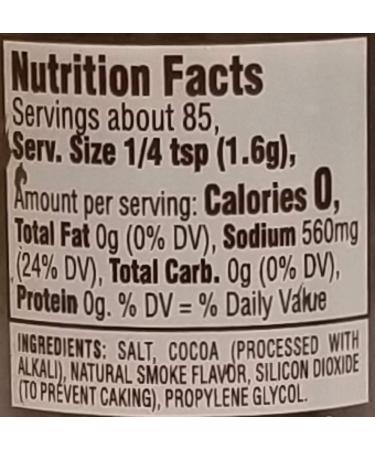 Nutrition Facts
Servings about 85,
Serv. Size 1/4 tsp (1.6g),
Amount per serving: Calories 0,
Total Fat 0g (0% DV), Sodium 560mg
(24% DV), Total Carb. 0g (0% DV),
Protein 0g. % DV = % Daily Value
INGREDIENTS: SALT, COCOA (PROCESSED WITH
ALKALI), NATURAL SMOKE FLAVOR, SILICON DIOXIDE
(TO PREVENT CAKING), PROPYLENE GLYCOL.